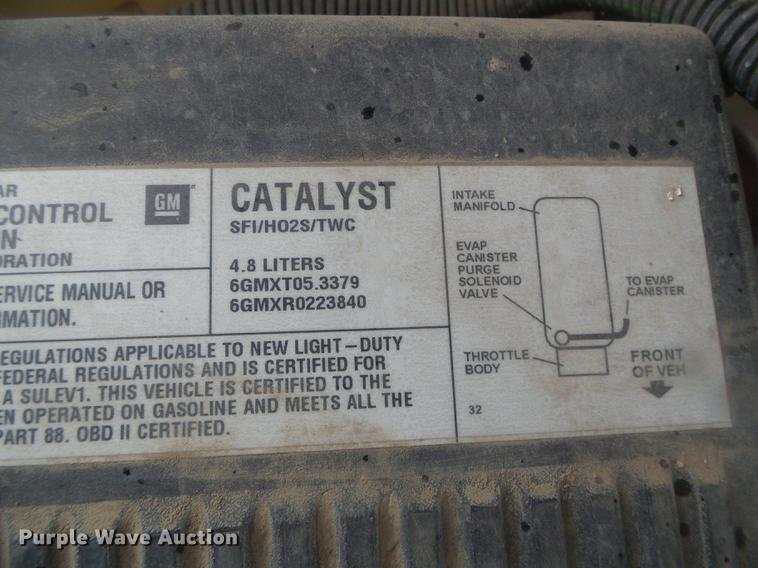 AR
CONTROL
N
ORATION
GM
ERVICE MANUAL OR
RMATION.
CATALYST
SFI/HO2S/TWC
4.8 LITERS
6GMXT05.3379
6GMXR0223840
REGULATIONS APPLICABLE TO NEW LIGHT-DUTY
FEDERAL REGULATIONS AND IS CERTIFIED FOR
A SULEV1. THIS VEHICLE IS CERTIFIED TO THE
EN OPERATED ON GASOLINE AND MEETS ALL THE
PART 88. OBD II CERTIFIED.
INTAKE
MANIFOLD
EVAP
CANISTER
PURGE
SOLENOID
VALVE
TO EVAP
CANISTER
THROTTLE
BODY
FRONT
OF VEH
32
Purple Wave Auction